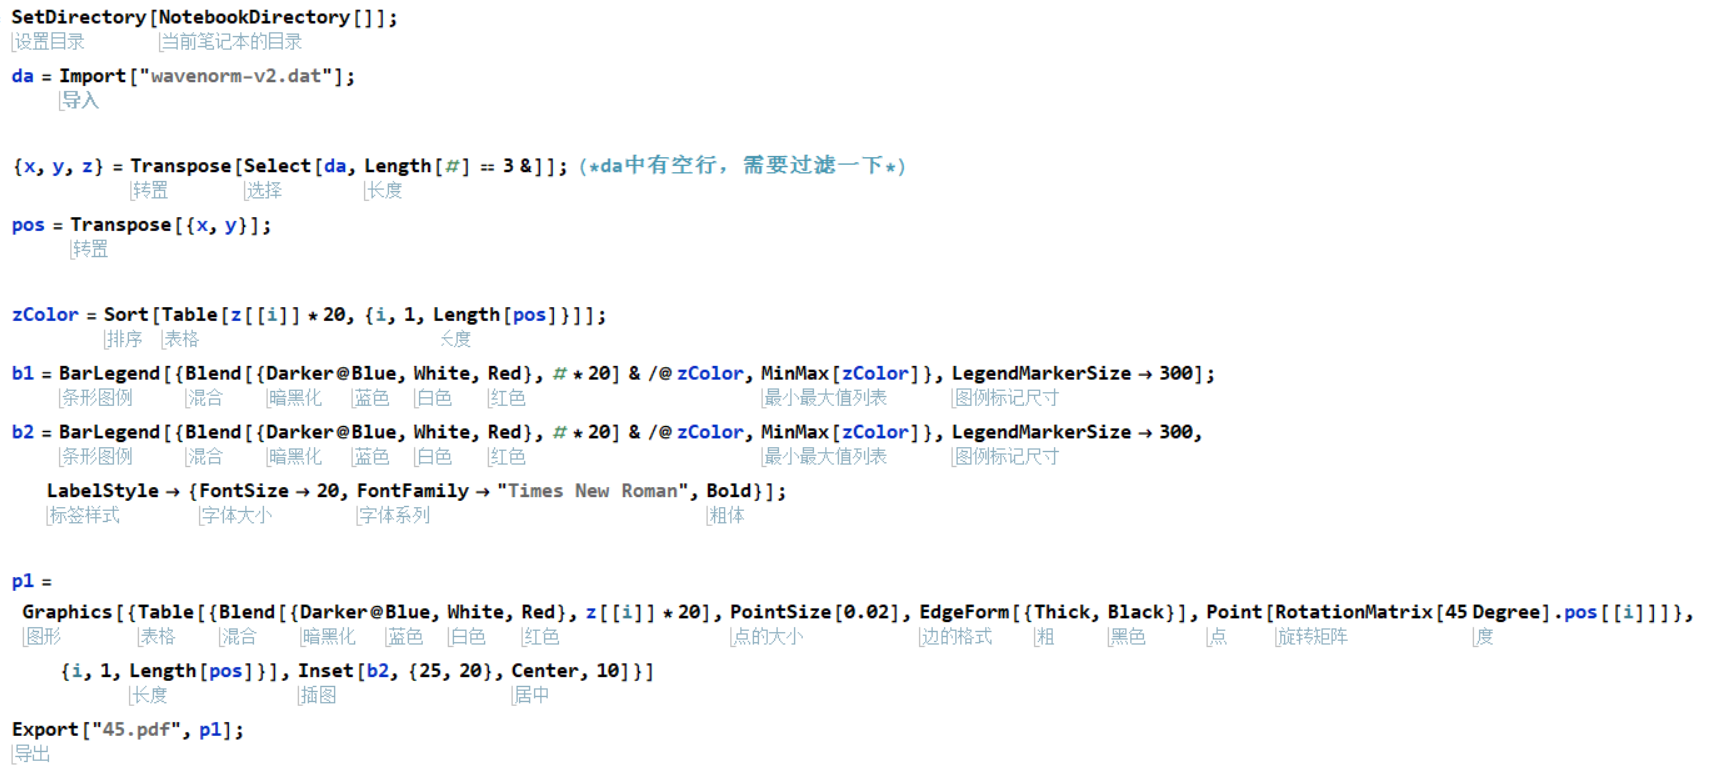 SetDirectory[NotebookDirectory[]];
设置目录 当前笔记本的目录
da = Import["wavenorm-v2.dat"];
导入
{x, y, z} = Transpose[Select[da, Length[#] == 3 &]]; (*da中有空行，需要过滤一下*)
转置 选择 长度
pos = Transpose[{x, y}];
转置
zColor = Sort[Table[z[[i]] * 20, {i, 1, Length[pos]}]];
排序 表格 长度
b1 = BarLegend[{Blend[{Darker@Blue, White, Red}, # * 20] & /@ zColor, MinMax[zColor]}, LegendMarkerSize → 300];
条形图例 混合 暗黑化 蓝色 白色 红色 最小最大值列表 图例标记尺寸
b2 = BarLegend[{Blend[{Darker@Blue, White, Red}, # * 20] & /@ zColor, MinMax[zColor]}, LegendMarkerSize → 300,
条形图例 混合 暗黑化 蓝色 白色 红色 最小最大值列表 图例标记尺寸
LabelStyle → {FontSize → 20, FontFamily → "Times New Roman", Bold}];
标签样式 字体大小 字体系列 粗体
p1 =
Graphics[{Table[{Blend[{Darker@Blue, White, Red}, z[[i]] * 20], PointSize[0.02], EdgeForm[{Thick, Black}], Point[RotationMatrix[45 Degree].pos[[i]]]},
图形 表格 混合 暗黑化 蓝色 白色 红色 点的大小 边的格式 粗 黑色 点 旋转矩阵 度
{i, 1, Length[pos]}], Inset[b2, {25, 20}, Center, 10]}]
长度 插图 居中
Export["45.pdf", p1];
导出